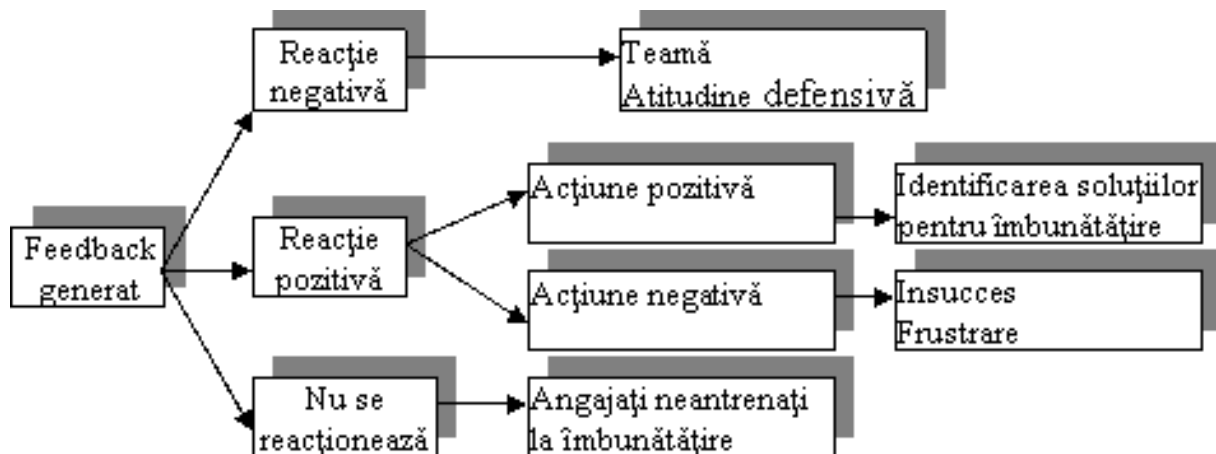 Reacţie
negativă
Teamă
Atitudine defensivă
Feedback
generat
Reacţie
pozitivă
Acţiune pozitivă
Identificarea soluţiilor
pentru îmbunătăţire
Acţiune negativă
Insucces
Frustrare
Nu se
reacţionează
Angajaţi neantrenaţi
la îmbunătăţire